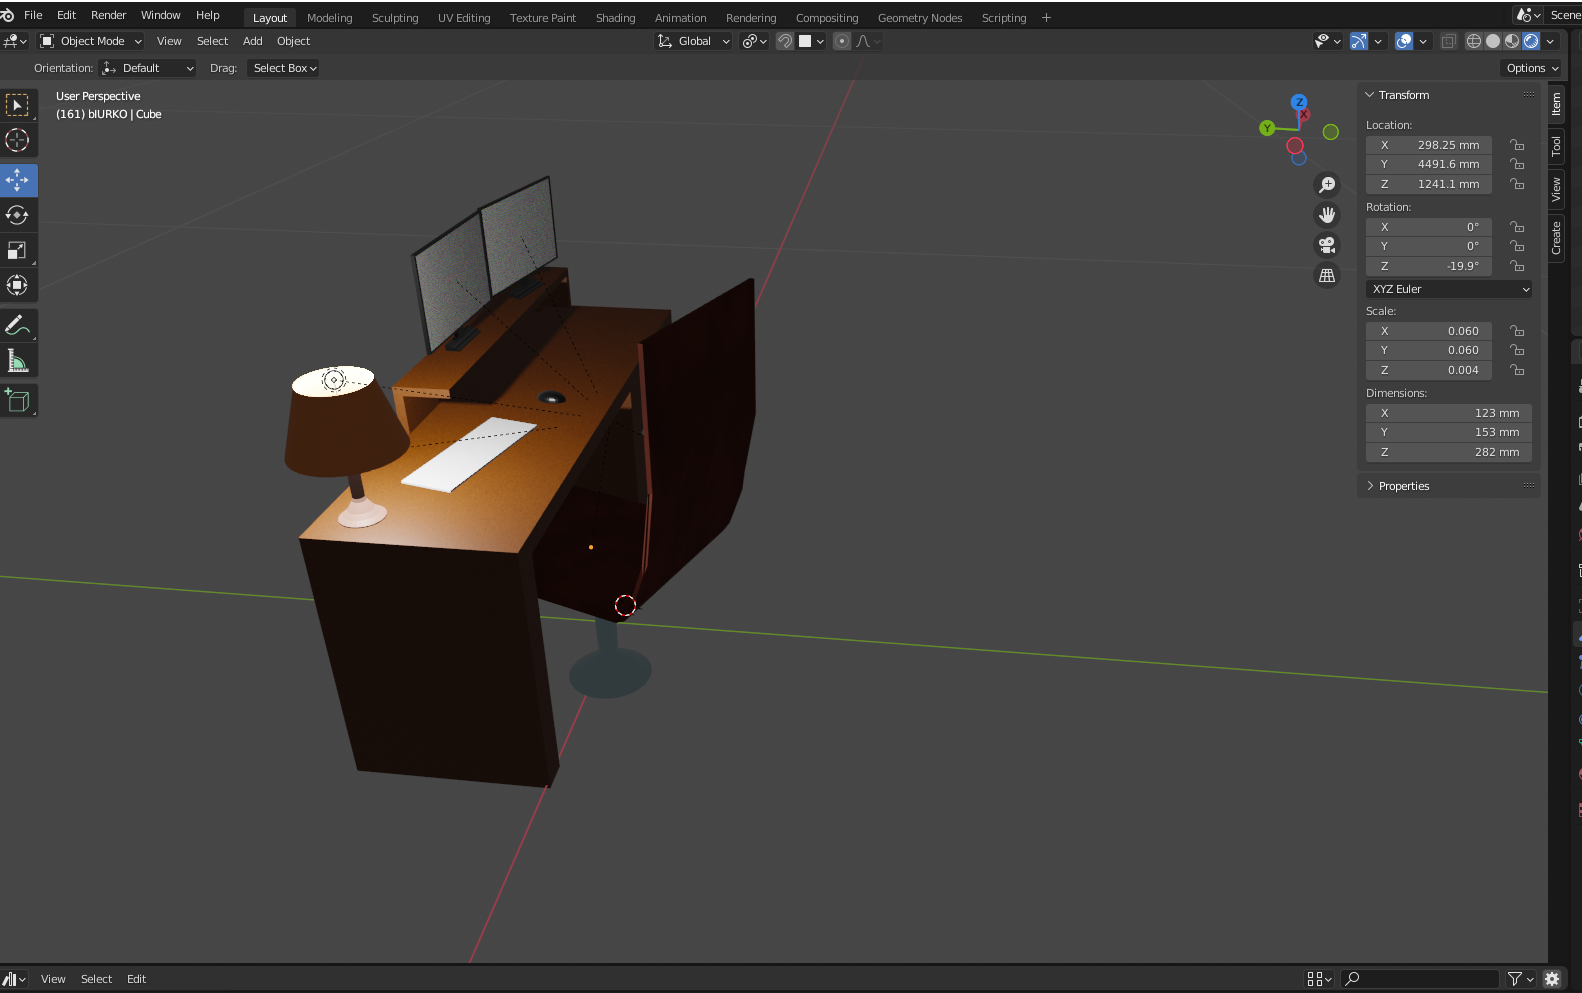 File Edit Render Window Help Layout Modeling Sculpting UV Editing Texture Paint Shading Animation Rendering Compositing Geometry Nodes Scripting + Scene
Object Mode View Select Add Object Global
Orientation: Default Drag: Select Box Options
User Perspective
(161) bIURKO | Cube
Z
X
Y
Transform
Location:
X 298.25 mm
Y 4491.6 mm
Z 1241.1 mm
Rotation:
X 0°
Y 0°
Z -19.9°
XYZ Euler
Scale:
X 0.060
Y 0.060
Z 0.004
Dimensions:
X 123 mm
Y 153 mm
Z 282 mm
Properties
Item
Tool
View
Create
View Select Edit